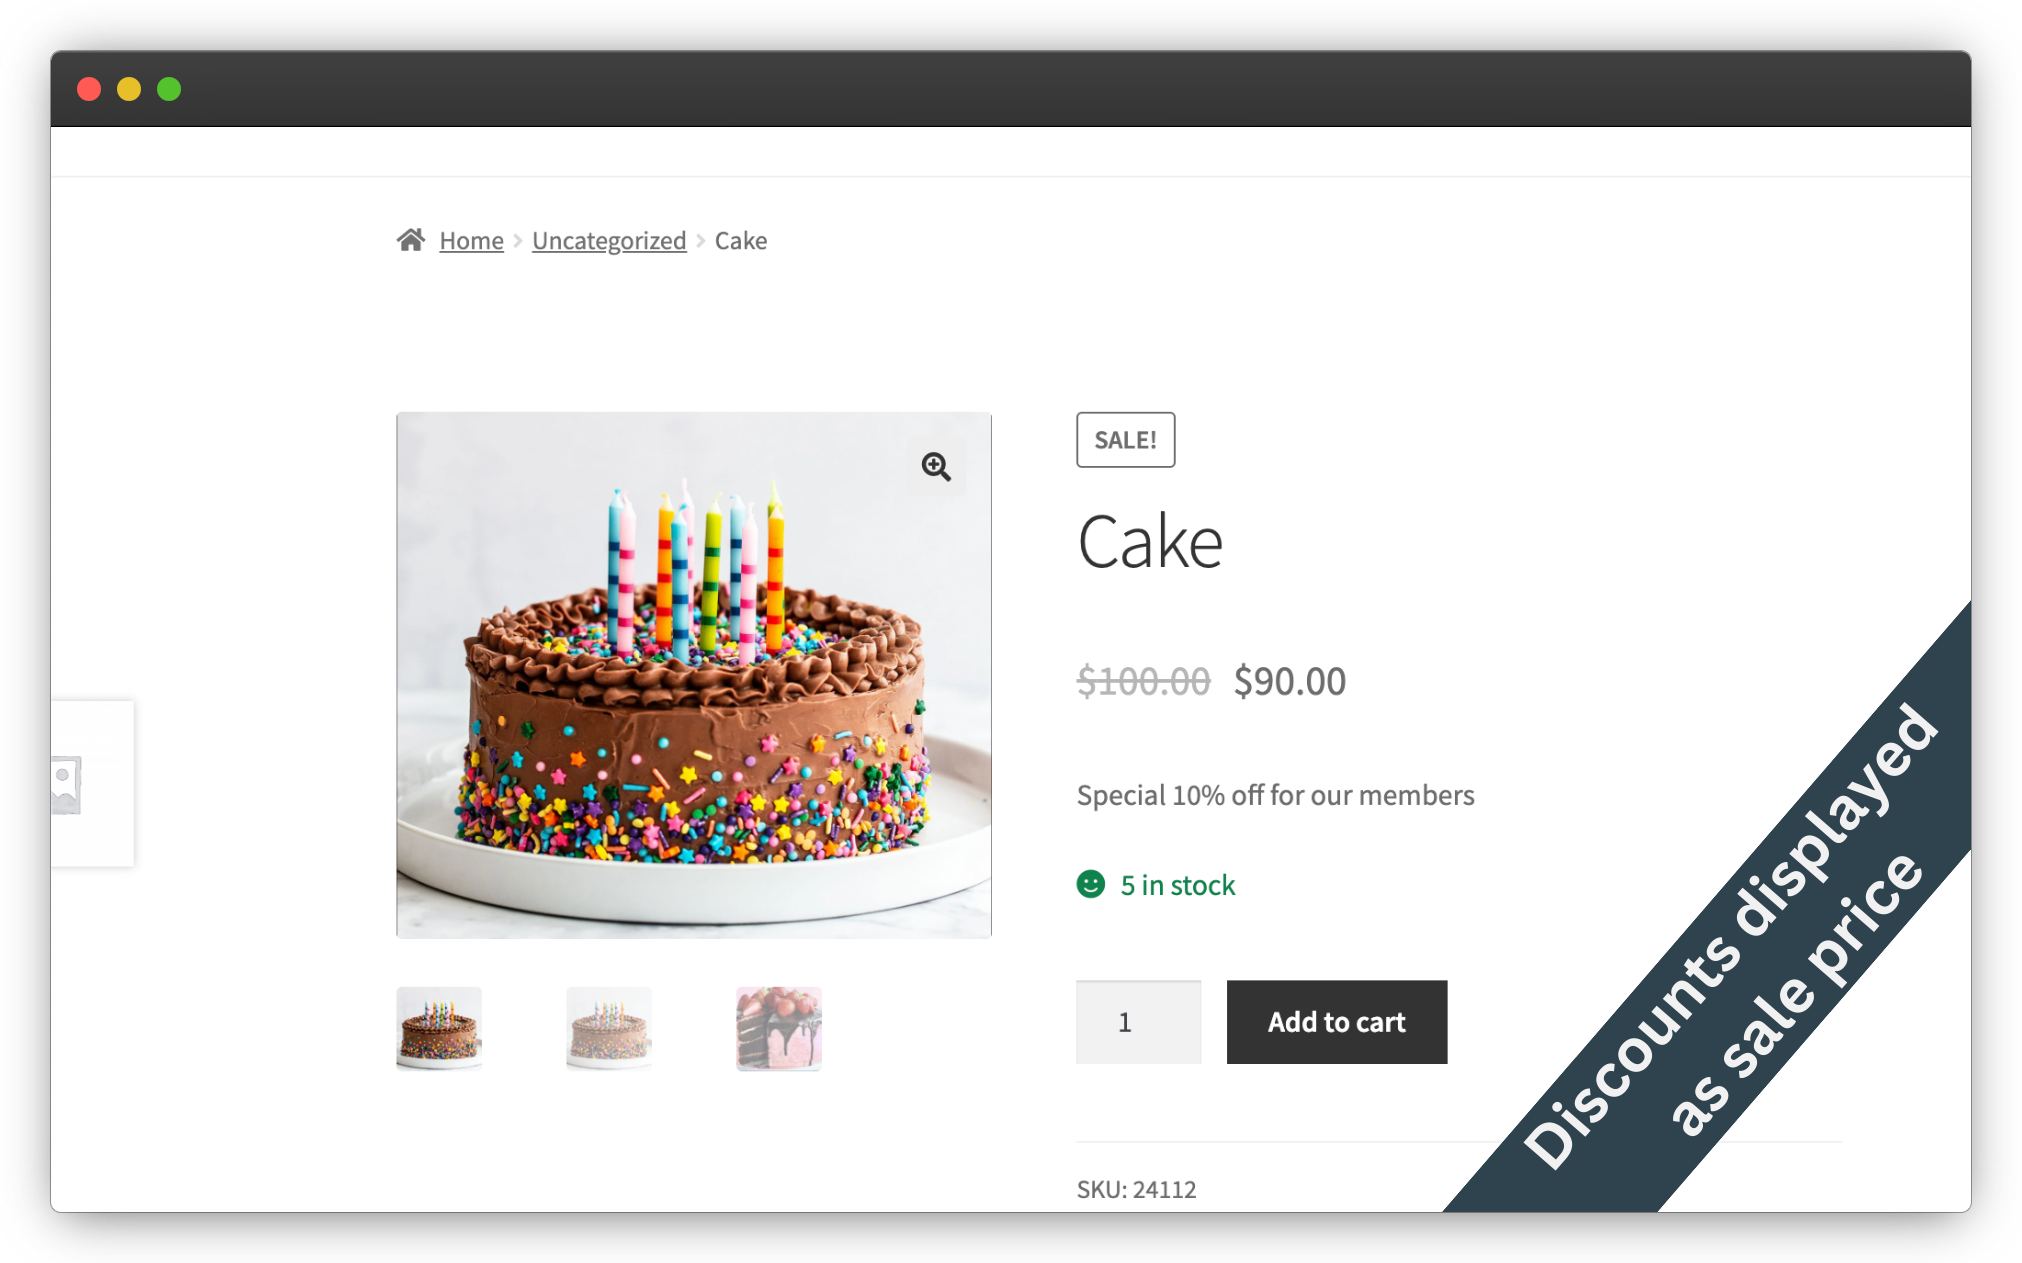 Home > Uncategorized > Cake
SALE!
Cake
$100.00 $90.00
Special 10% off for our members
5 in stock
1 Add to cart
SKU: 24112
Discounts displayed
as sale price